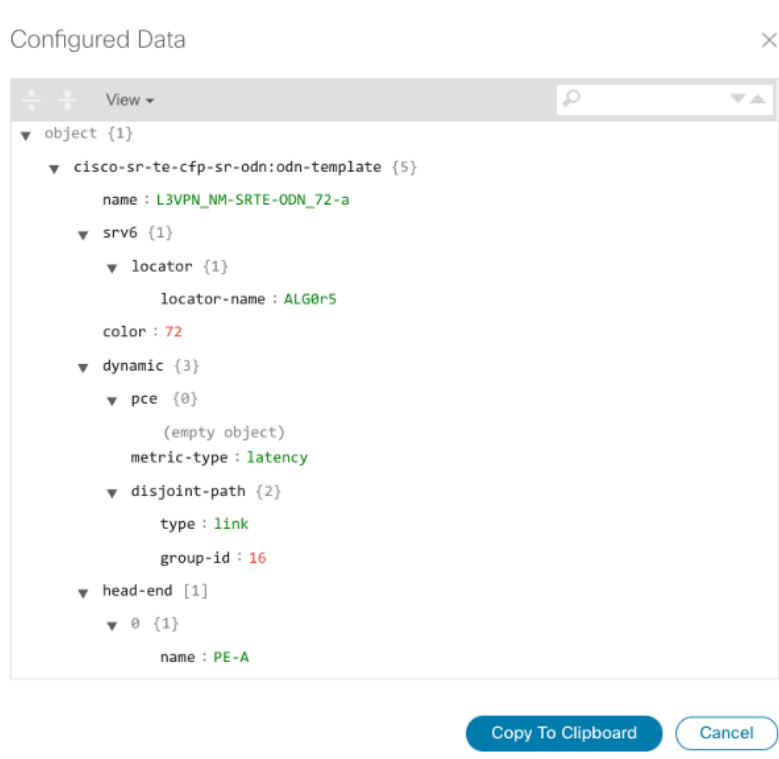 Configured Data
View
object {1}
cisco-sr-te-cfp-sr-odn:odn-template {5}
name : L3VPN_NM-SRTE-ODN_72-a
srv6 {1}
locator {1}
locator-name : ALG0r5
color : 72
dynamic {3}
pce {0}
(empty object)
metric-type : latency
disjoint-path {2}
type : link
group-id : 16
head-end [1]
0 {1}
name : PE-A
Copy To Clipboard Cancel